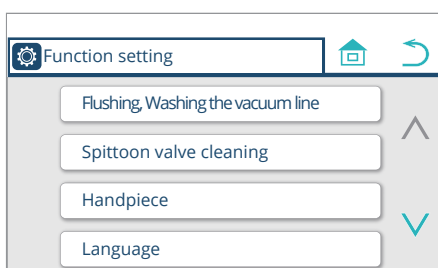 Function setting
Flushing, Washing the vacuum line
Spittoon valve cleaning
Handpiece
Language